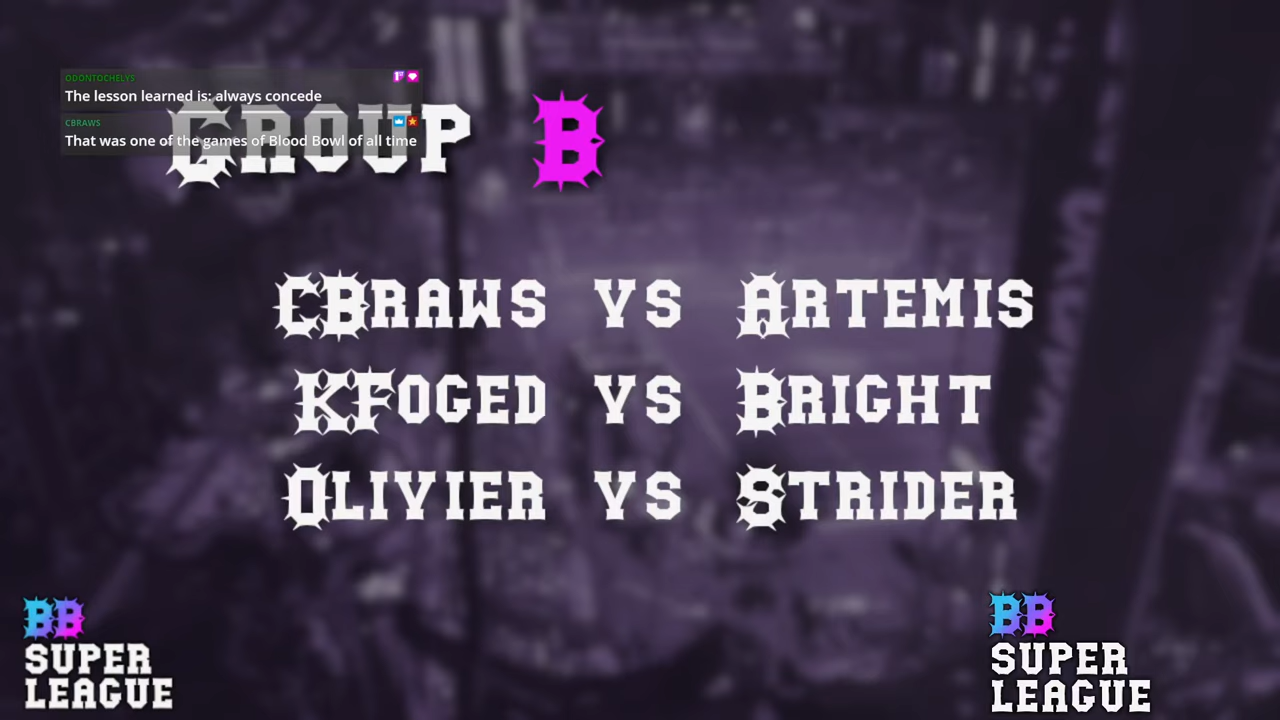 ODONTOCHELYS
The lesson learned is: always concede
CBRAWS
That was one of the games of Blood Bowl of all time
GROUP B
CBRAWS VS ARTEMIS
KFOGED VS BRIGHT
OLIVIER VS STRIDER
BB
SUPER
LEAGUE
BB
SUPER
LEAGUE